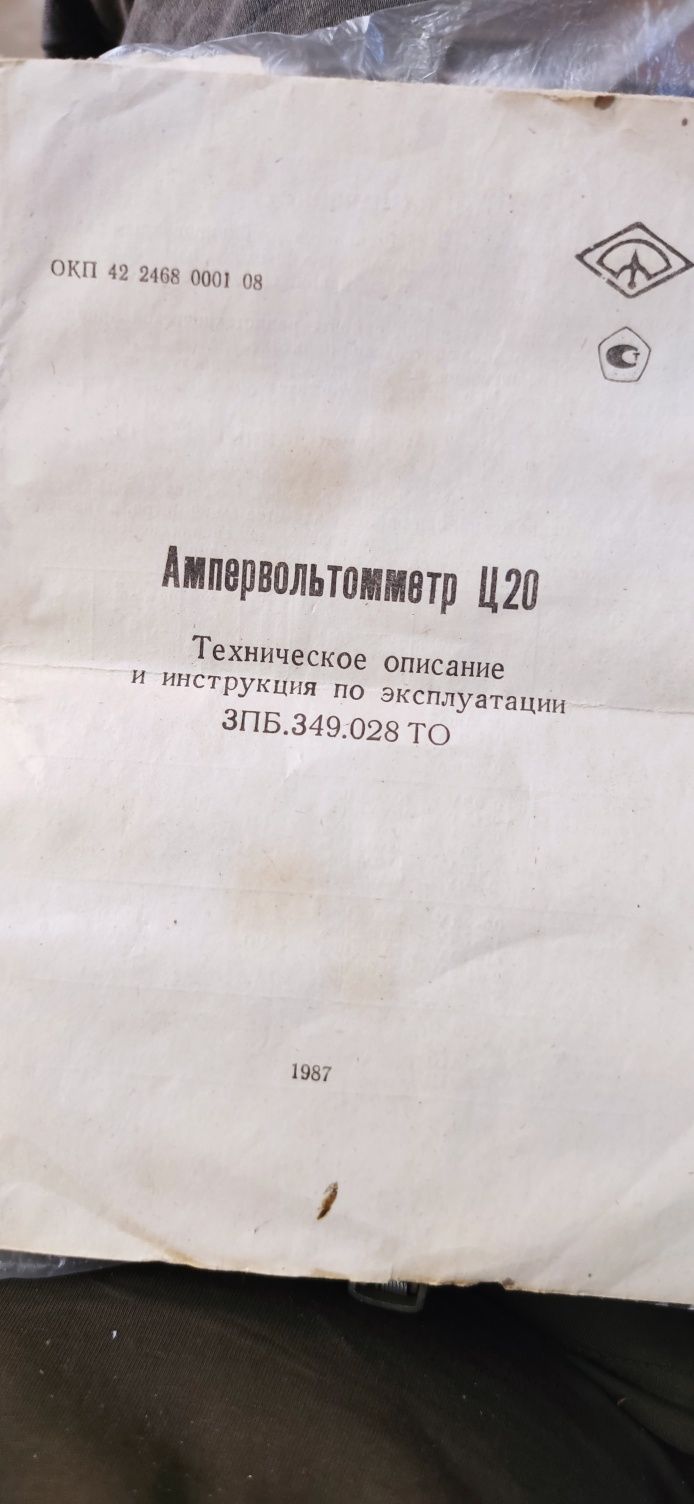 ОКП 42 2468 0001 08
Ампервольтомметр Ц20
Техническое описание
и инструкция по эксплуатации
3ПБ.349.028 ТО
1987